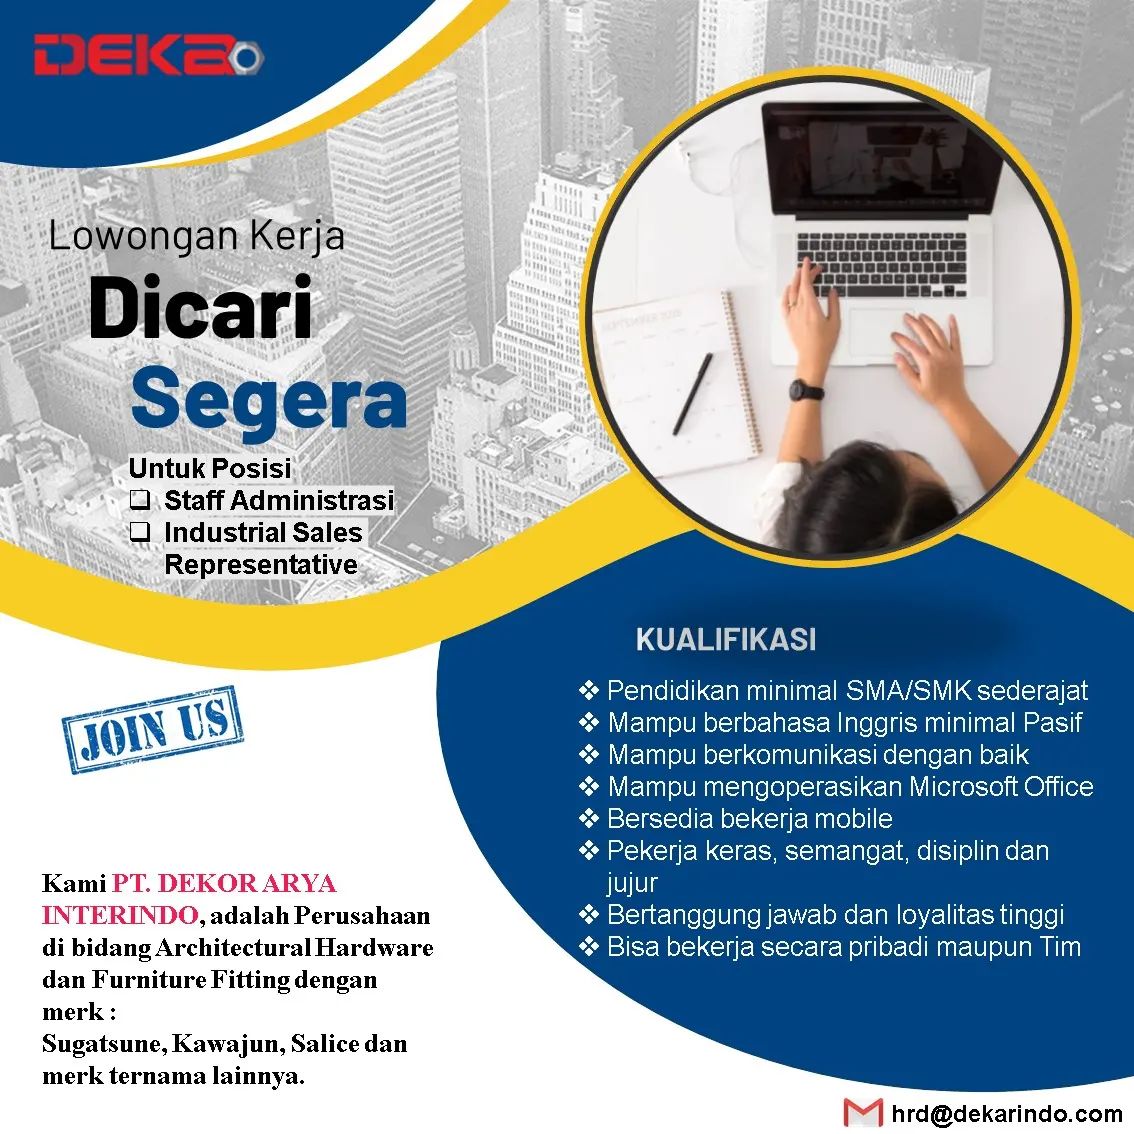 DEKA
Lowongan Kerja
Dicari
Segera
Untuk Posisi
❑ Staff Administrasi
❑ Industrial Sales
Representative
JOIN US
KUALIFIKASI
❖ Pendidikan minimal SMA/SMK sederajat
❖ Mampu berbahasa Inggris minimal Pasif
❖ Mampu berkomunikasi dengan baik
❖ Mampu mengoperasikan Microsoft Office
❖ Bersedia bekerja mobile
❖ Pekerja keras, semangat, disiplin dan
jujur
❖ Bertanggung jawab dan loyalitas tinggi
❖ Bisa bekerja secara pribadi maupun Tim
Kami PT. DEKOR ARYA
INTERINDO, adalah Perusahaan
di bidang Architectural Hardware
dan Furniture Fitting dengan
merk :
Sugatsune, Kawajun, Salice dan
merk ternama lainnya.
hrd@dekarindo.com